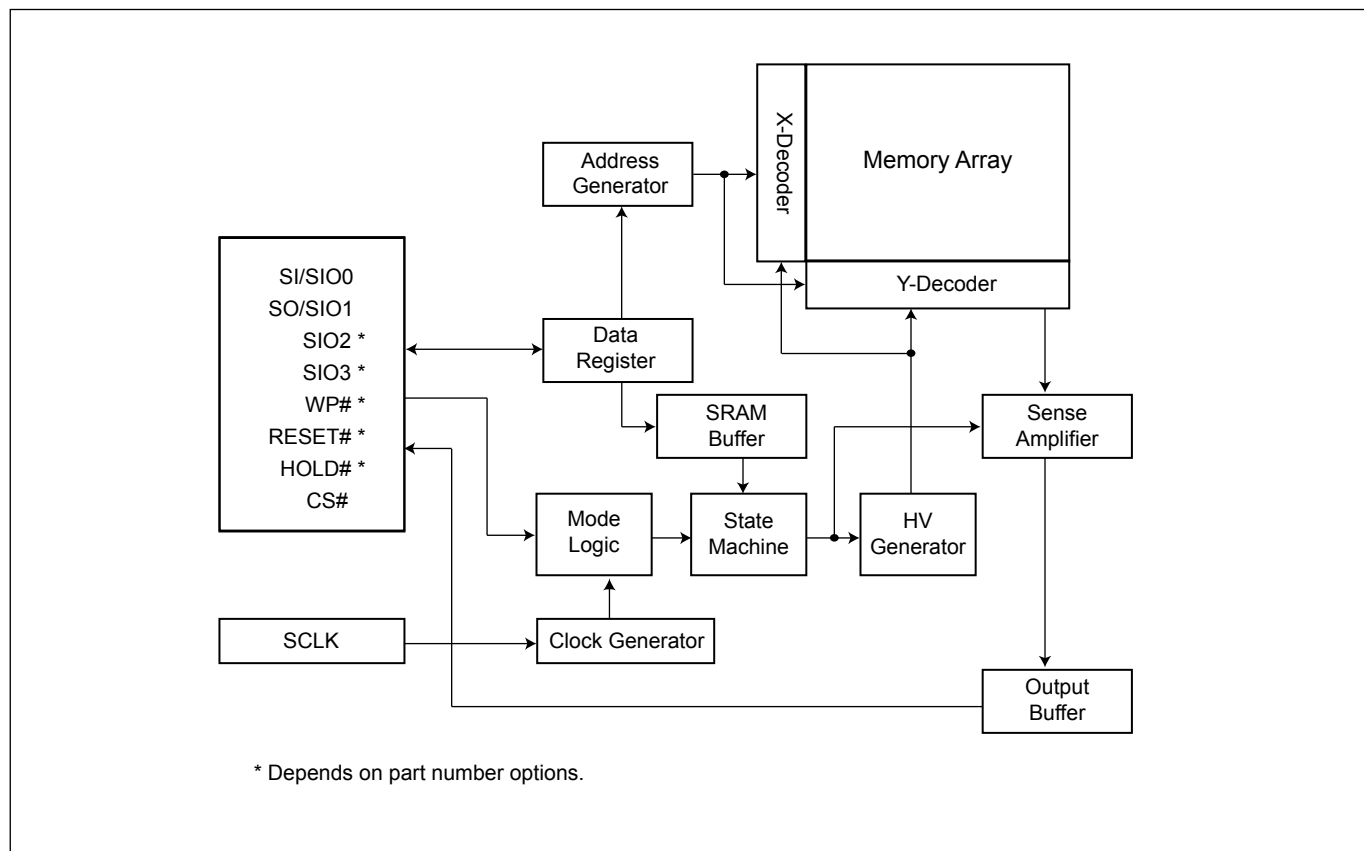 Address
Generator
X-Decoder
Memory Array
Y-Decoder
SI/SIO0
SO/SIO1
SIO2 *
SIO3 *
WP# *
RESET# *
HOLD# *
CS#
Data
Register
SRAM
Buffer
Sense
Amplifier
Mode
Logic
State
Machine
HV
Generator
SCLK
Clock Generator
Output
Buffer
* Depends on part number options.